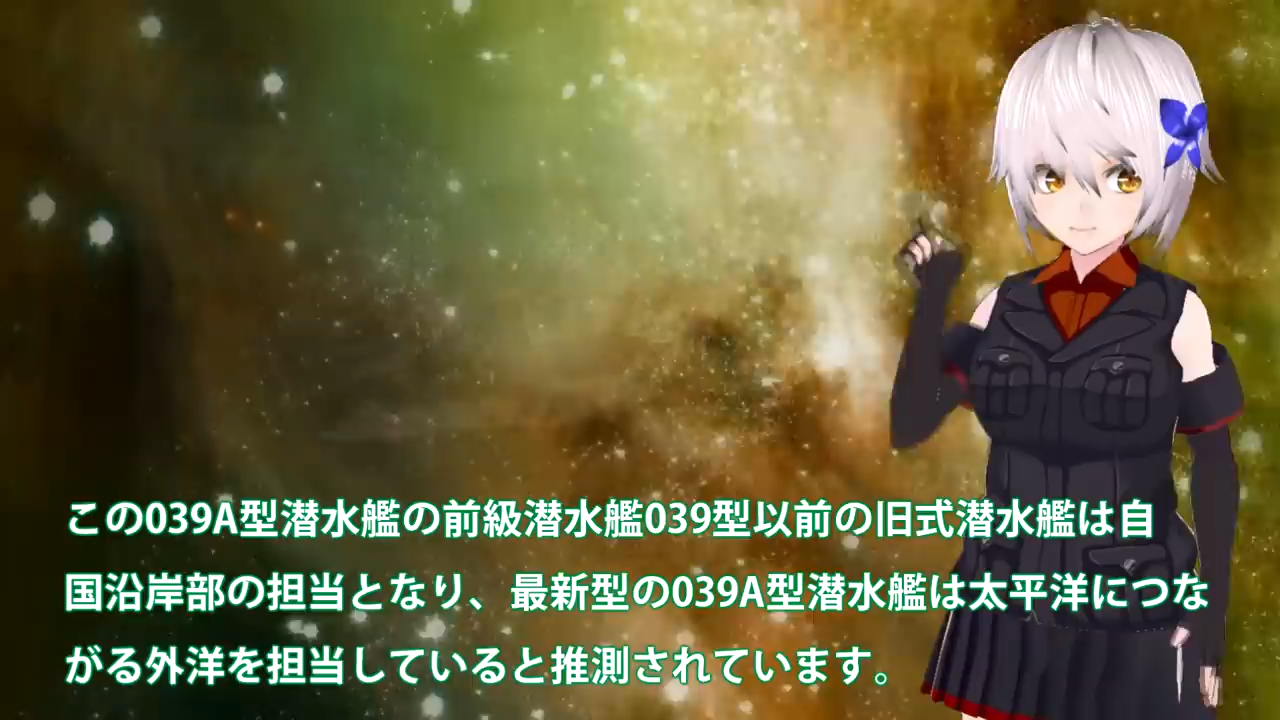 この039A型潜水艦の前級潜水艦039型以前の旧式潜水艦は自
国沿岸部の担当となり、最新型の039A型潜水艦は太平洋につな
がる外洋を担当していると推測されています。